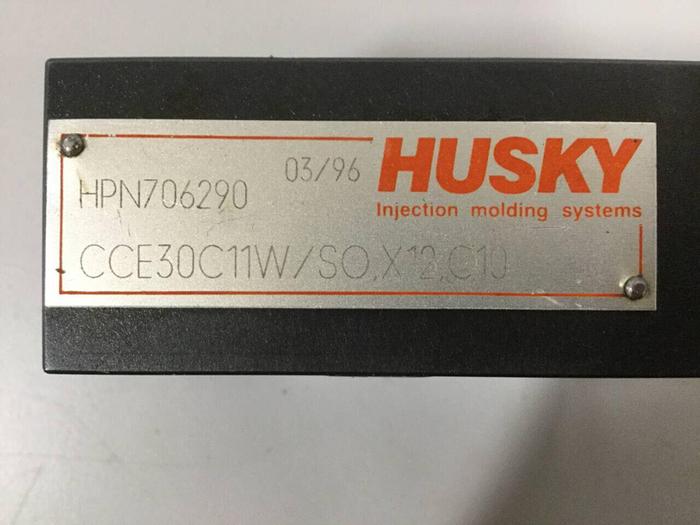 03/96 HUSKY
HPN706290
Injection molding systems
CCE30C11W/SO,X12,C10